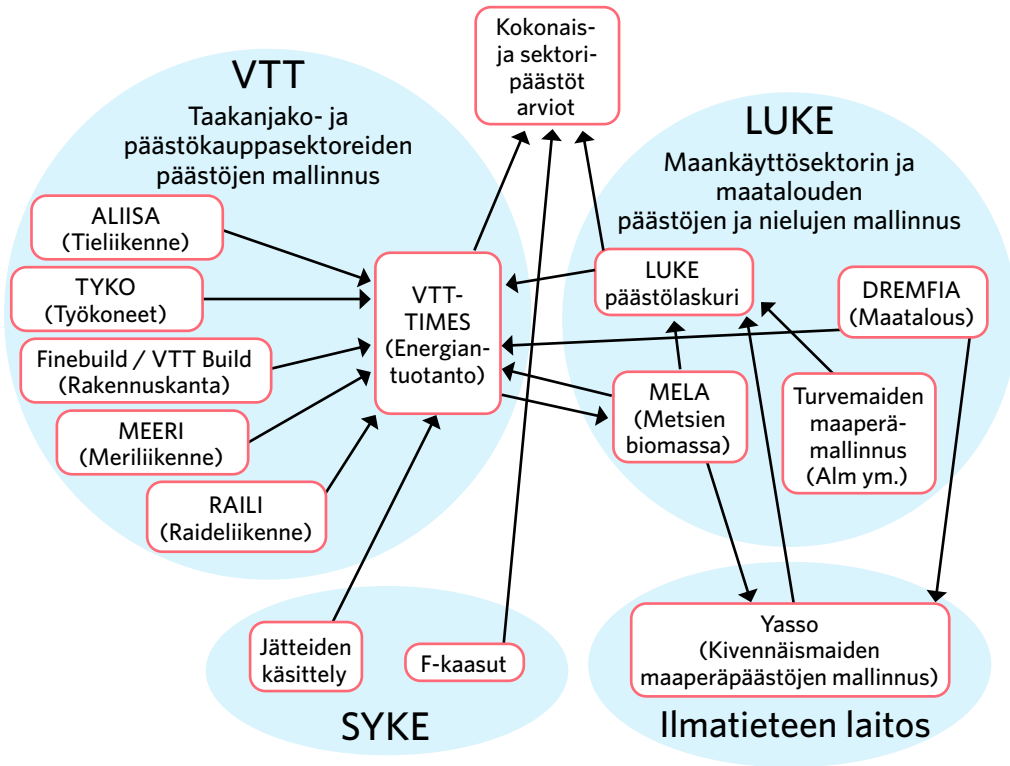 Kokonais-
ja sektori-
päästöt
arviot
VTT
Taakanjako- ja
päästökauppasektoreiden
päästöjen mallinnus
ALIISA
(Tieliikenne)
TYKO
(Työkoneet)
Finebuild / VTT Build
(Rakennuskanta)
MEERI
(Meriliikenne)
RAILI
(Raideliikenne)
VTT-
TIMES
(Energian-
tuotanto)
LUKE
Maankäyttösektorin ja
maatalouden
päästöjen ja nielujen mallinnus
LUKE
päästölaskuri
DREMFIA
(Maatalous)
MELA
(Metsien
biomassa)
Turvemaiden
maaperä-
mallinnus
(Alm ym.)
Jätteiden
käsittely
F-kaasut
SYKE
Yasso
(Kivennäismaiden
maaperäpäästöjen mallinnus)
Ilmatieteen laitos